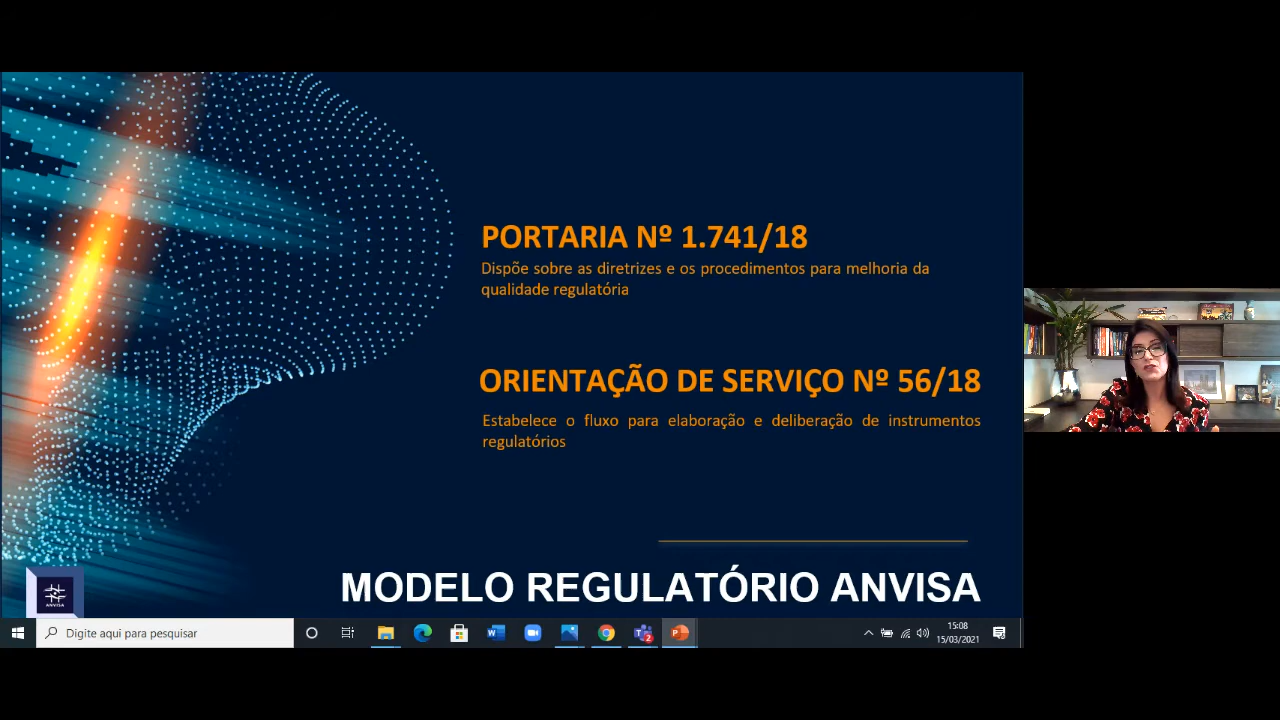 PORTARIA Nº 1.741/18
Dispõe sobre as diretrizes e os procedimentos para melhoria da
qualidade regulatória
ORIENTAÇÃO DE SERVIÇO Nº 56/18
Estabelece o fluxo para elaboração e deliberação de instrumentos
regulatórios
MODELO REGULATÓRIO ANVISA
ANVISA
Digite aqui para pesquisar
2
15:08
15/03/2021